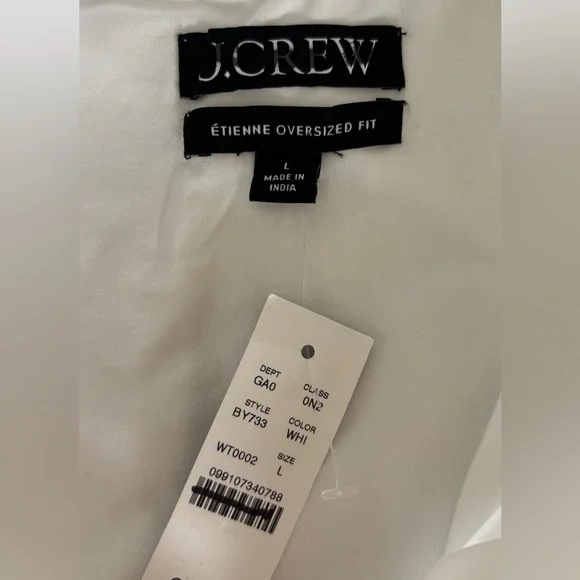 J.CREW
ÉTIENNE OVERSIZED FIT
L
MADE IN
INDIA
DEPT CLASS
GA0 0N2
STYLE COLOR
BY733 WHI
WT0002 SIZE
L
099107340788